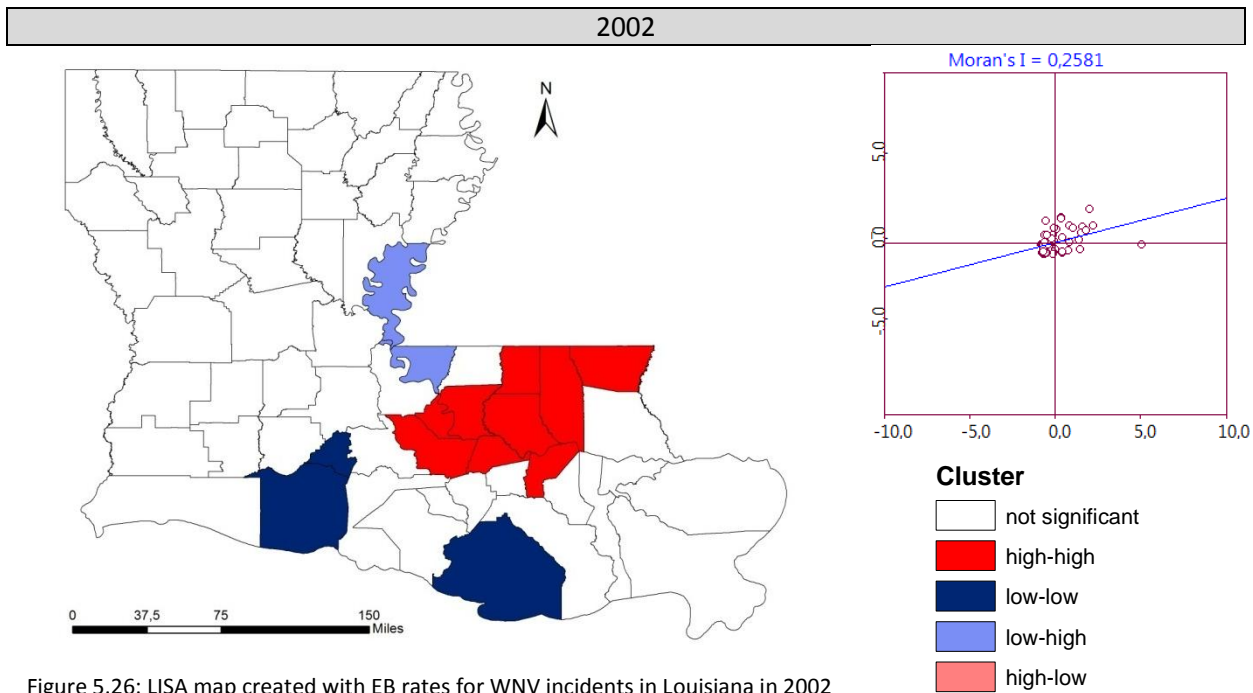 2002
Moran's I = 0,2581
N
5.0
0.0
-5.0
-10,0 -5,0 0,0 5,0 10,0
Cluster
not significant
high-high
low-low
low-high
high-low
0 37,5 75 150
Miles
Figure 5.26: LISA map created with EB rates for WNV incidents in Louisiana in 2002